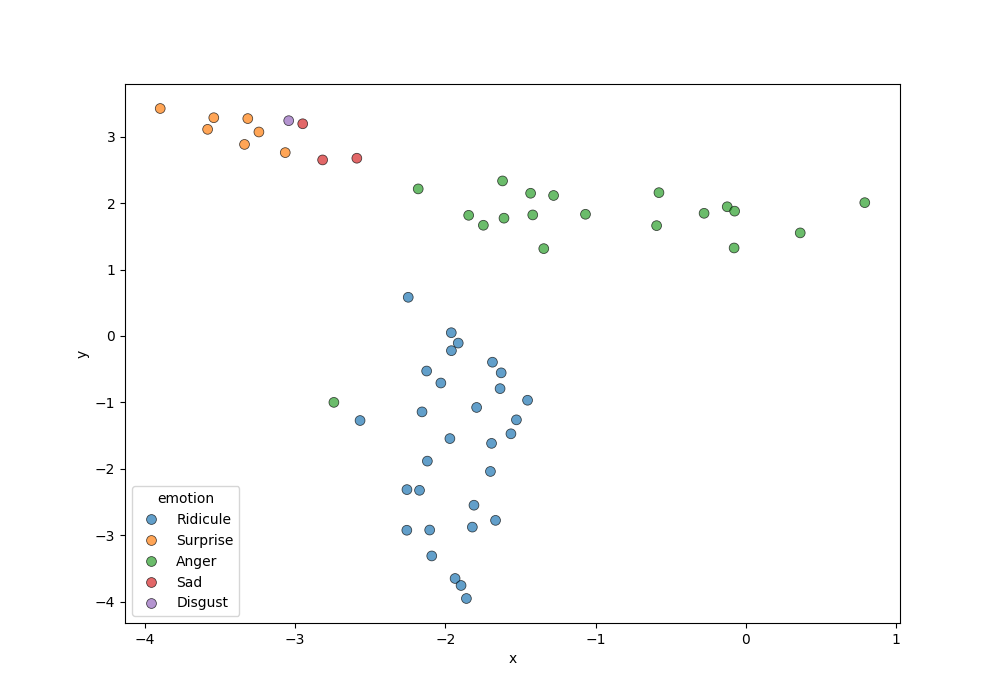 3
2
1
0
−1
−2
−3
−4
y
emotion
Ridicule
Surprise
Anger
Sad
Disgust
−4 −3 −2 −1 0 1
x